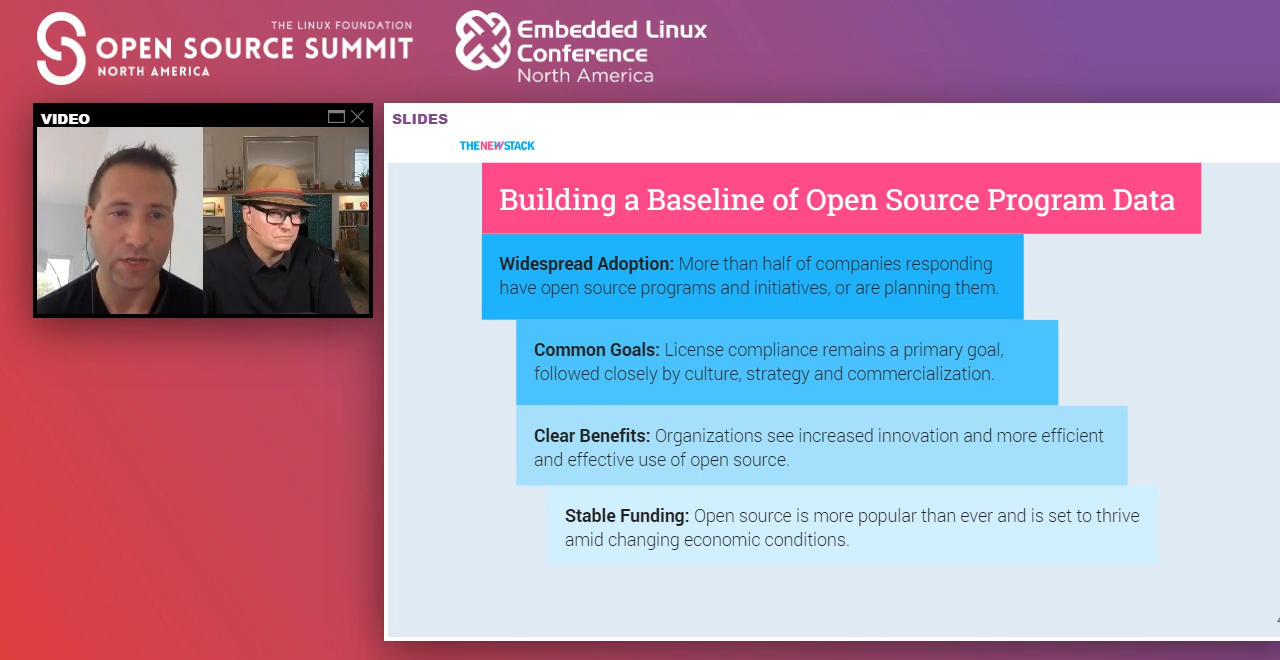 THE LINUX FOUNDATION
OPEN SOURCE SUMMIT
NORTH AMERICA
Embedded Linux
Conference
North America
VIDEO
SLIDES
THENEWSTACK
Building a Baseline of Open Source Program Data
Widespread Adoption: More than half of companies responding
have open source programs and initiatives, or are planning them.
Common Goals: License compliance remains a primary goal,
followed closely by culture, strategy and commercialization.
Clear Benefits: Organizations see increased innovation and more efficient
and effective use of open source.
Stable Funding: Open source is more popular than ever and is set to thrive
amid changing economic conditions.